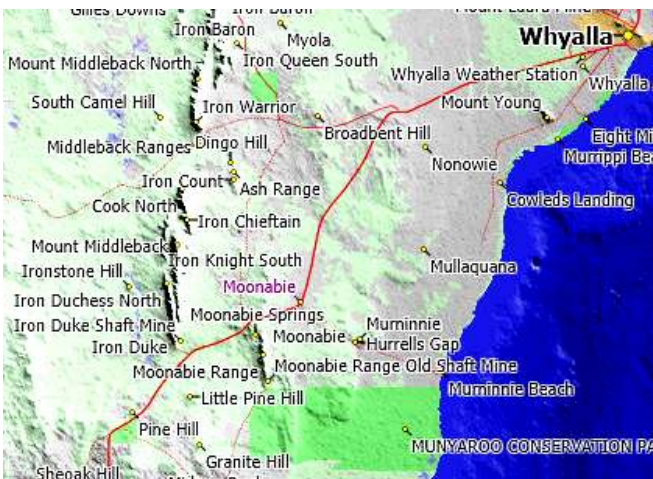 Gilles Downs
Iron Baron
Iron Baron
Mount Laura Mine
Myola
Whyalla
Mount Middleback North
Iron Queen South
Whyalla Weather Station
Whyalla
South Camel Hill
Iron Warrior
Mount Young
Broadbent Hill
Eight Mi
Middleback Ranges
Dingo Hill
Nonowie
Murrippi Bea
Iron Count
Ash Range
Cowleds Landing
Cook North
Iron Chieftain
Mount Middleback
Iron Knight South
Mullaquana
Ironstone Hill
Moonabie
Iron Duchess North
Moonabie Springs
Iron Duke Shaft Mine
Moonabie
Murninnie
Iron Duke
Hurrells Gap
Moonabie Range
Moonabie Range Old Shaft Mine
Murninnie Beach
Little Pine Hill
Pine Hill
MUNYAROO CONSERVATION PA
Granite Hill
Sheoak Hill